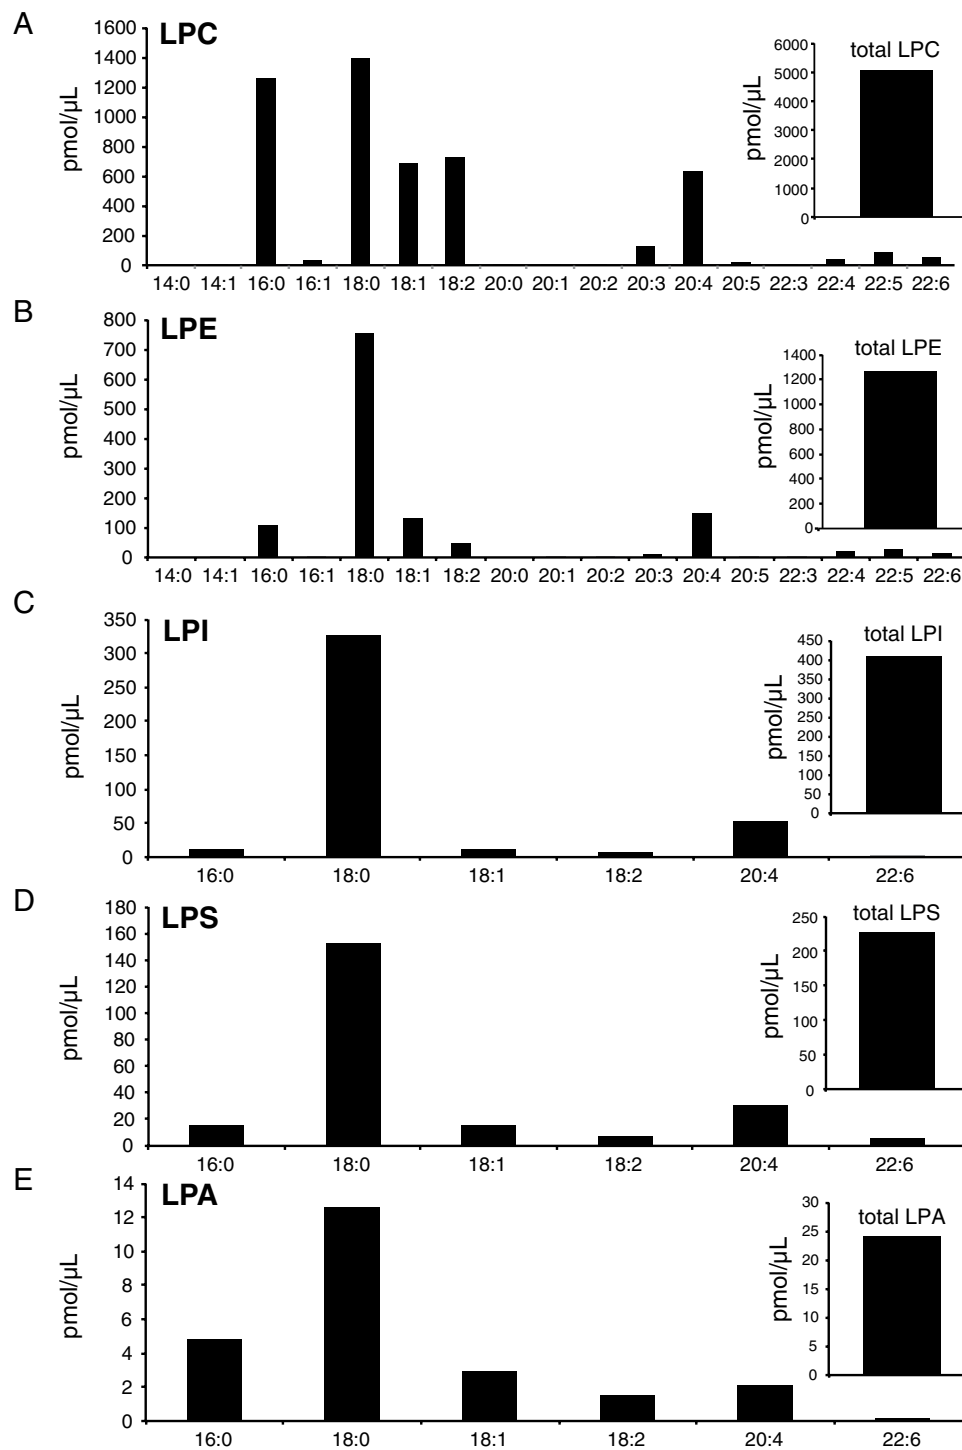 A
LPC
pmol/µL
1600
1400
1200
1000
800
600
400
200
0
14:0 14:1 16:0 16:1 18:0 18:1 18:2 20:0 20:1 20:2 20:3 20:4 20:5 22:3 22:4 22:5 22:6
total LPC
pmol/µL
6000
5000
4000
3000
2000
1000
0
B
LPE
pmol/µL
800
700
600
500
400
300
200
100
0
14:0 14:1 16:0 16:1 18:0 18:1 18:2 20:0 20:1 20:2 20:3 20:4 20:5 22:3 22:4 22:5 22:6
total LPE
pmol/µL
1400
1200
1000
800
600
400
200
0
C
LPI
pmol/µL
350
300
250
200
150
100
50
0
16:0 18:0 18:1 18:2 20:4 22:6
total LPI
pmol/µL
450
400
350
300
250
200
150
100
50
0
D
LPS
pmol/µL
180
160
140
120
100
80
60
40
20
0
16:0 18:0 18:1 18:2 20:4 22:6
total LPS
pmol/µL
250
200
150
100
50
0
E
LPA
pmol/µL
14
12
10
8
6
4
2
0
16:0 18:0 18:1 18:2 20:4 22:6
total LPA
pmol/µL
30
25
20
15
10
5
0